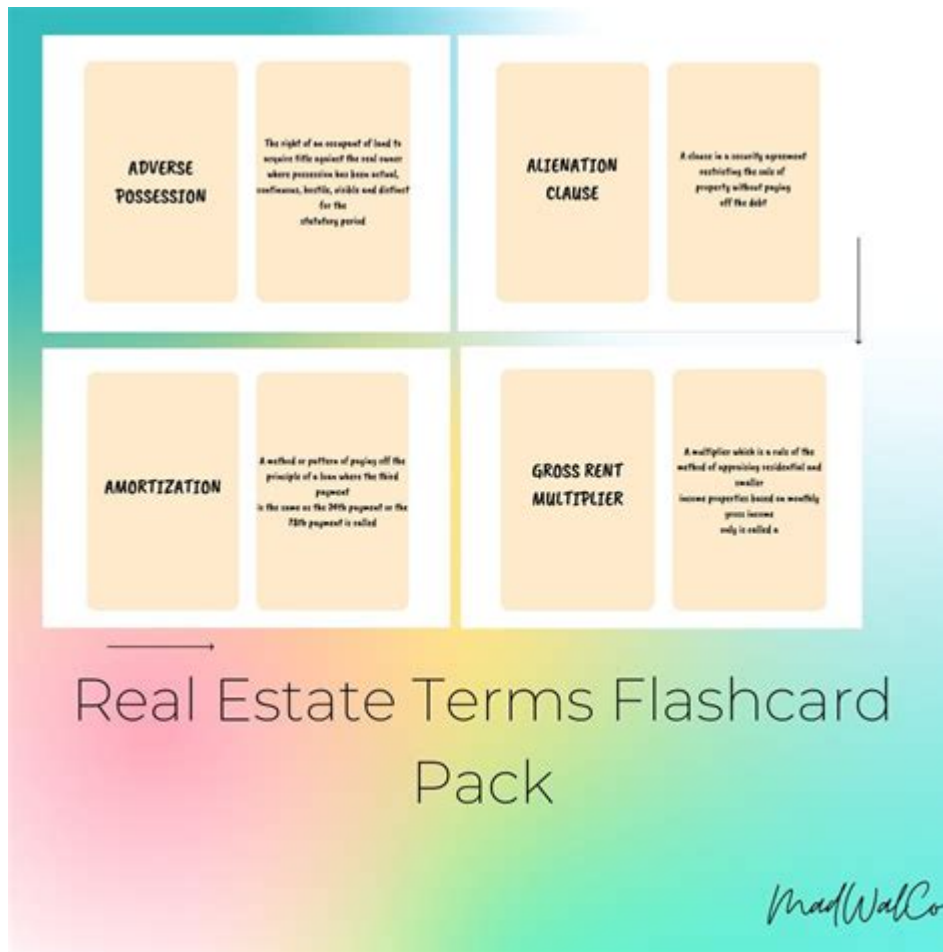 ADVERSE
POSSESSION
The right of an occupant of land to
acquire title against the real owner
where possession has been actual,
continuous, hostile, visible and distinct
for the
statutory period
ALIENATION
CLAUSE
A clause in a security agreement
restricting the sale of
property without paying
off the debt
AMORTIZATION
A method or pattern of paying off the
principle of a loan where the third
payment
is the same as the payment or the
78th payment is called
GROSS RENT
MULTIPLIER
A multiplier which is a rule of the
method of appraising residential and
smaller
income properties based on monthly
gross income
only is called a
Real Estate Terms Flashcard
Pack
MadWalCo